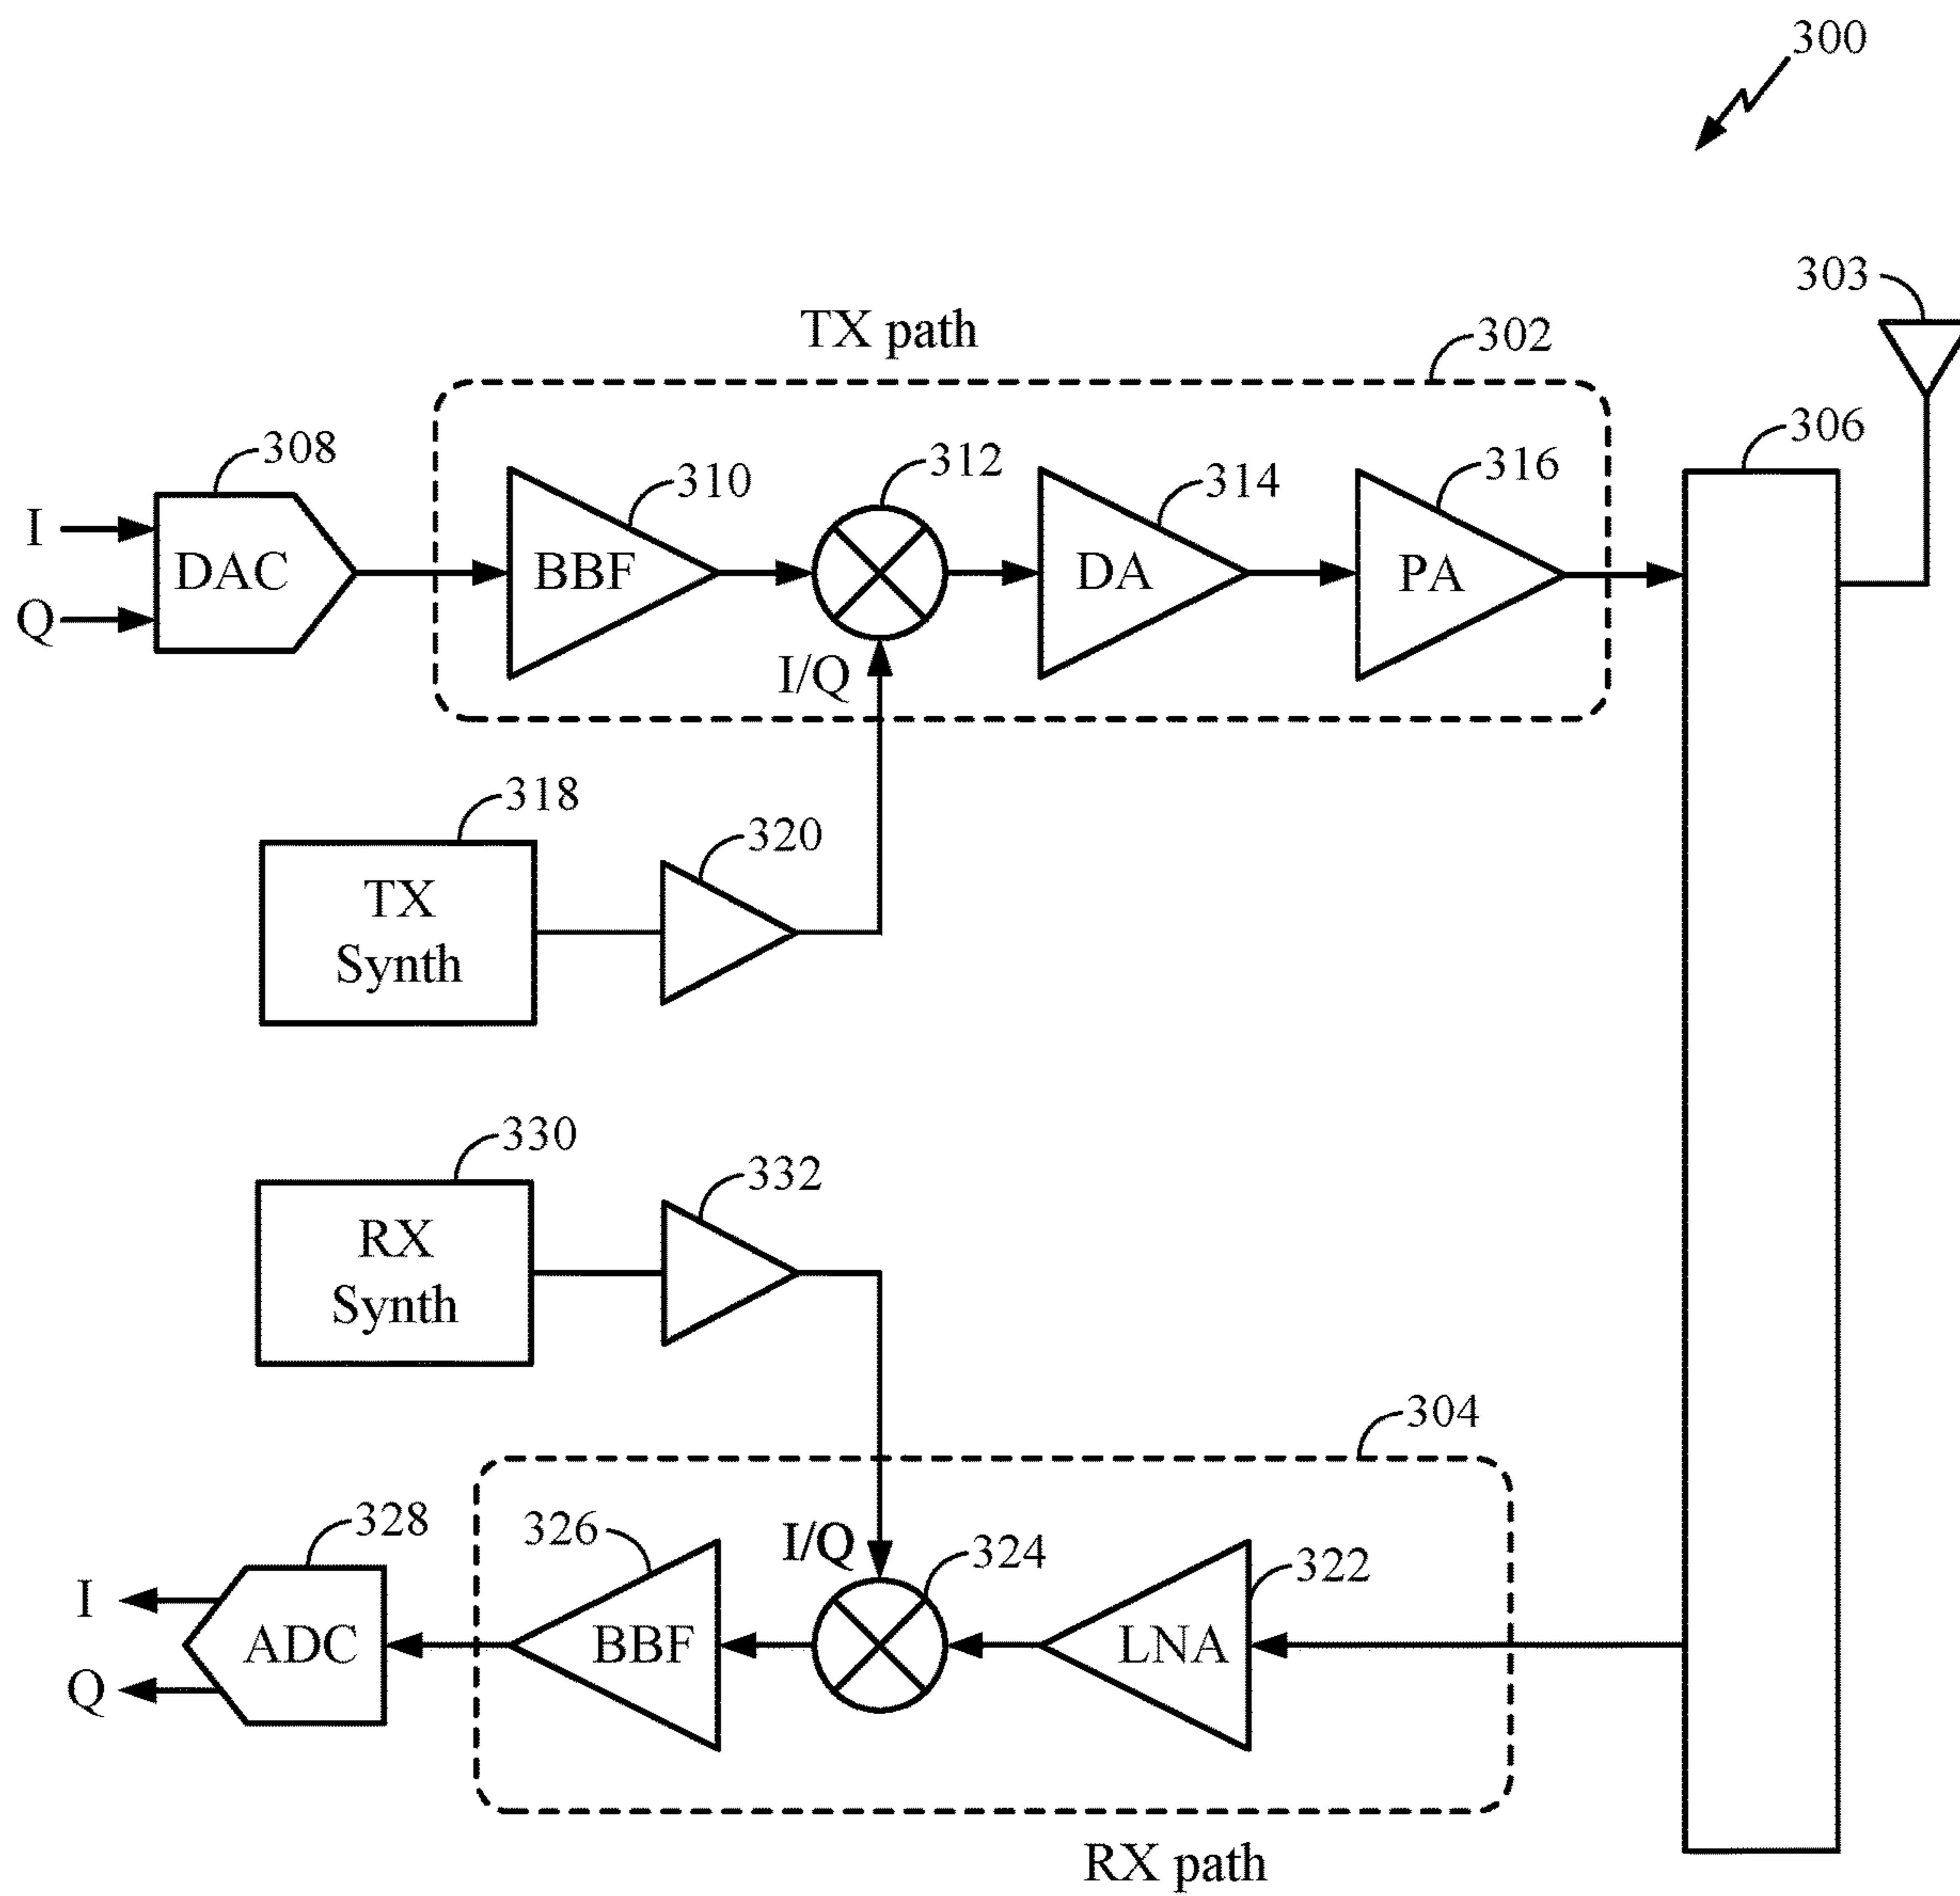 300
303
TX path
302
306
308
310
312
314
316
I
Q
DAC
BBF
DA
PA
I/Q
318
320
TX
Synth
330
332
RX
Synth
304
328
326
I/Q
324
322
I
Q
ADC
BBF
LNA
RX path